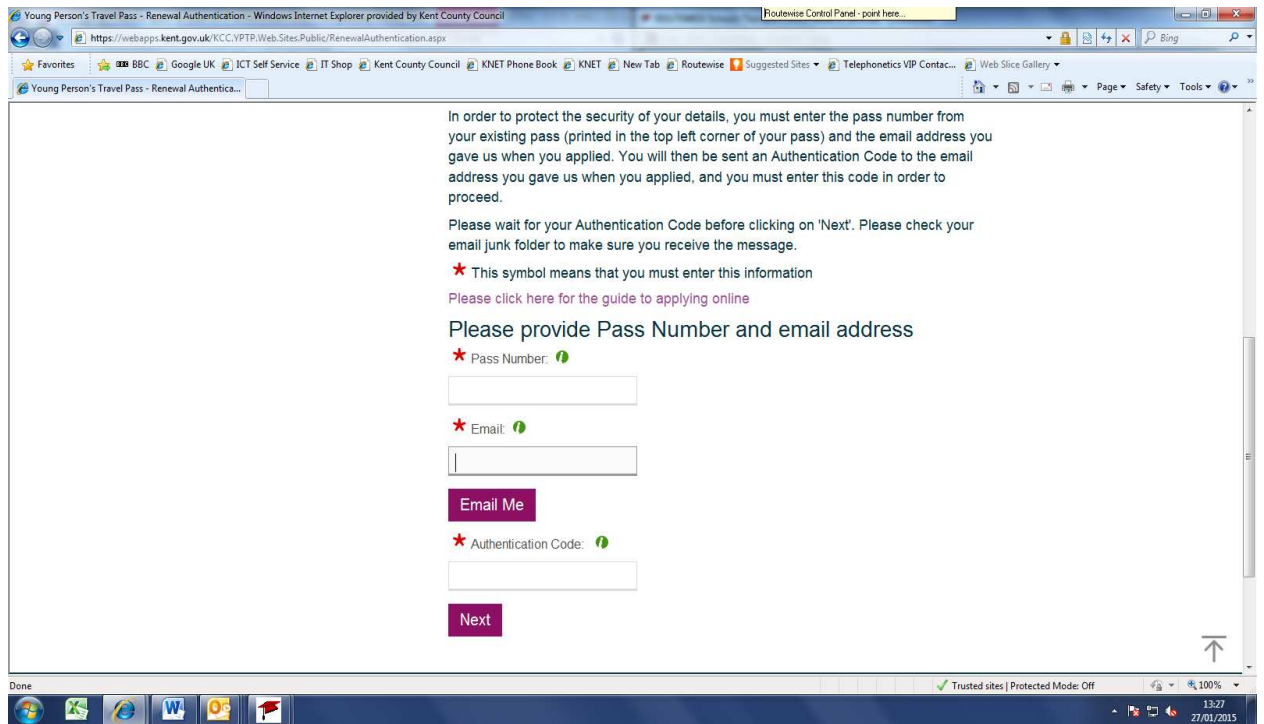 Young Person's Travel Pass - Renewal Authentication - Windows Internet Explorer provided by Kent County Council
Routewise Control Panel - point here...
https://webapps.kent.gov.uk/KCC.YPTP.Web.Sites.Public/RenewalAuthentication.aspx
Bing
Favorites BBC Google UK ICT Self Service IT Shop Kent County Council KNET Phone Book KNET New Tab Routewise Suggested Sites Telephonetics VIP Contac... Web Slice Gallery
Young Person's Travel Pass - Renewal Authentica...
Page Safety Tools
In order to protect the security of your details, you must enter the pass number from
your existing pass (printed in the top left corner of your pass) and the email address you
gave us when you applied. You will then be sent an Authentication Code to the email
address you gave us when you applied, and you must enter this code in order to
proceed.
Please wait for your Authentication Code before clicking on 'Next'. Please check your
email junk folder to make sure you receive the message.
* This symbol means that you must enter this information
Please click here for the guide to applying online
Please provide Pass Number and email address
* Pass Number:
* Email:
Email Me
* Authentication Code:
Next
Done
Trusted sites | Protected Mode: Off
100%
13:27
27/01/2015